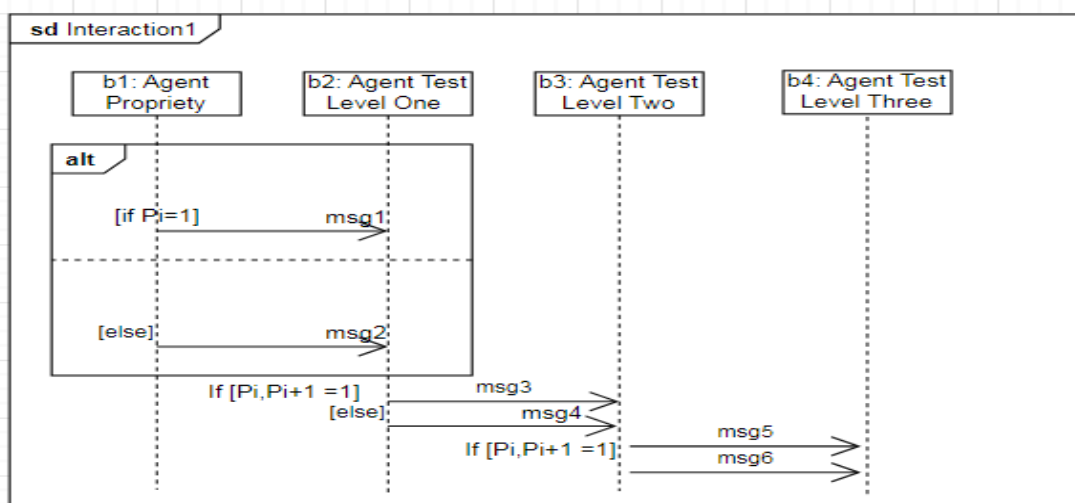 sd Interaction1
b1: Agent
Propriety
b2: Agent Test
Level One
b3: Agent Test
Level Two
b4: Agent Test
Level Three
alt
[if Pi=1]
msg1
[else]
msg2
If [Pi,Pi+1 =1]
msg3
[else]
msg4
If [Pi,Pi+1 =1]
msg5
msg6